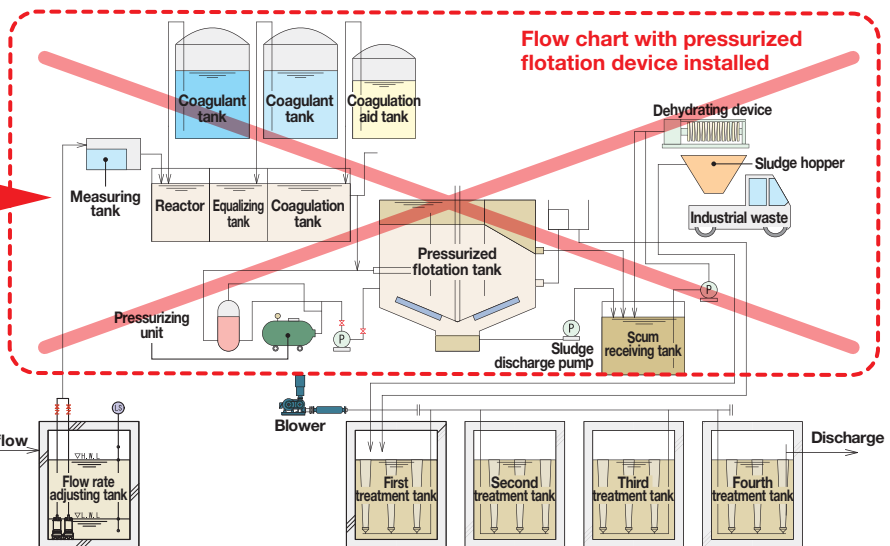 Flow chart with pressurized
flotation device installed
Coagulant
tank
Coagulant
tank
Coagulation
aid tank
Dehydrating device
Sludge hopper
Industrial waste
Measuring
tank
Reactor
Equalizing
tank
Coagulation
tank
Pressurized
flotation tank
Pressurizing
unit
P
P
P
Sludge
discharge pump
Scum
receiving tank
Blower
LS
flow
H.W.L
Flow rate
adjusting tank
L.W.L
First
treatment tank
Second
treatment tank
Third
treatment tank
Fourth
treatment tank
Discharge